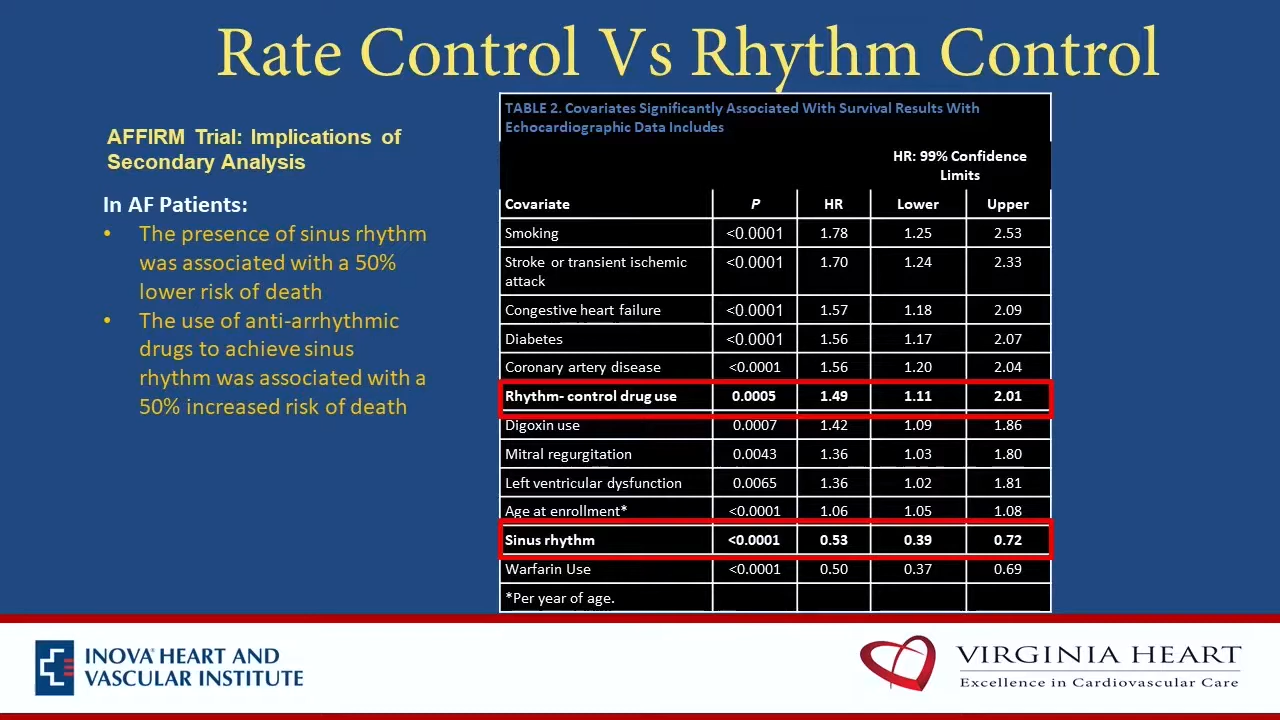 Rate Control Vs Rhythm Control
AFFIRM Trial: Implications of
Secondary Analysis
In AF Patients:
• The presence of sinus rhythm
was associated with a 50%
lower risk of death
• The use of anti-arrhythmic
drugs to achieve sinus
rhythm was associated with a
50% increased risk of death
TABLE 2. Covariates Significantly Associated With Survival Results With
Echocardiographic Data Includes
HR: 99% Confidence
Limits
Covariate P HR Lower Upper
Smoking <0.0001 1.78 1.25 2.53
Stroke or transient ischemic <0.0001 1.70 1.24 2.33
attack
Congestive heart failure <0.0001 1.57 1.18 2.09
Diabetes <0.0001 1.56 1.17 2.07
Coronary artery disease <0.0001 1.56 1.20 2.04
Rhythm- control drug use 0.0005 1.49 1.11 2.01
Digoxin use 0.0007 1.42 1.09 1.86
Mitral regurgitation 0.0043 1.36 1.03 1.80
Left ventricular dysfunction 0.0065 1.36 1.02 1.81
Age at enrollment* <0.0001 1.06 1.05 1.08
Sinus rhythm <0.0001 0.53 0.39 0.72
Warfarin Use <0.0001 0.50 0.37 0.69
*Per year of age.
INOVA® HEART AND
VASCULAR INSTITUTE
VIRGINIA HEART
Excellence in Cardiovascular Care